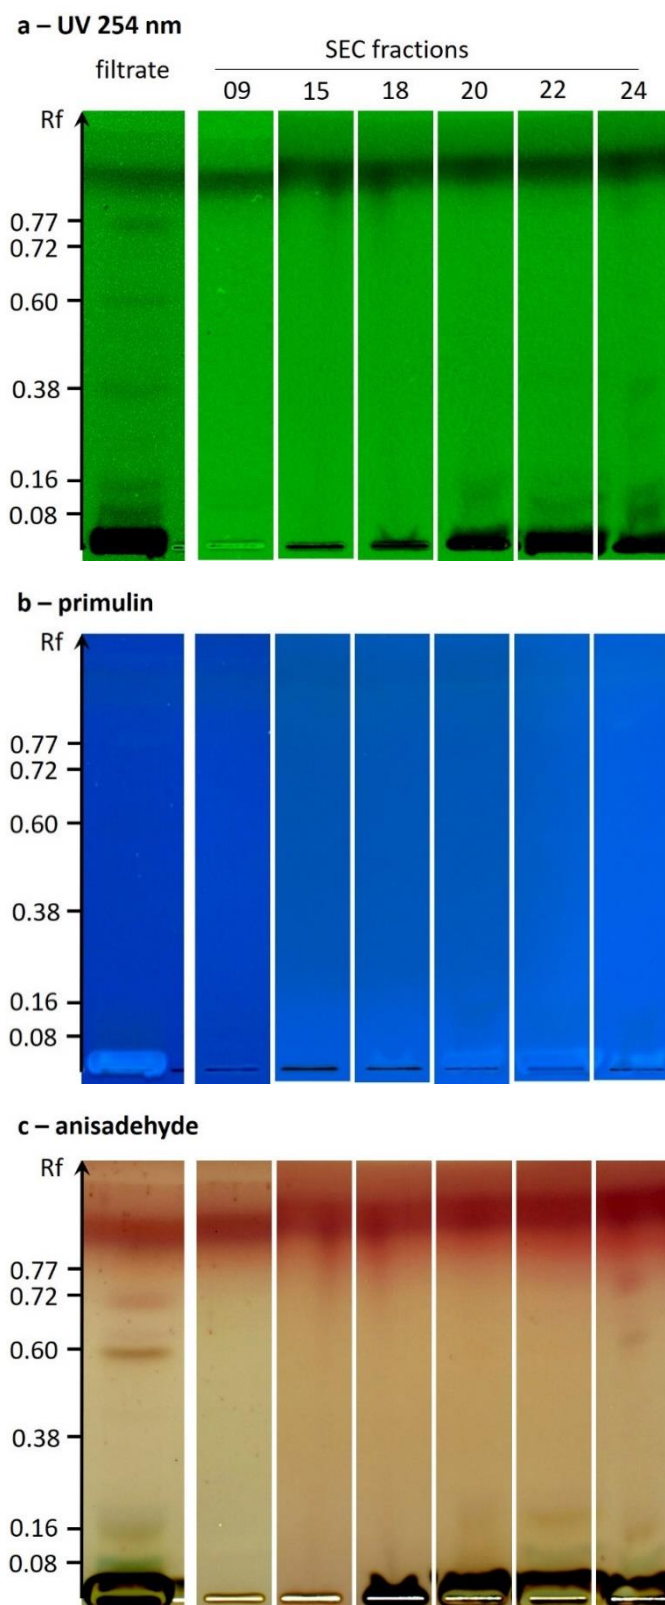 a – UV 254 nm
SEC fractions
filtrate
09 15 18 20 22 24
Rf
0.77
0.72
0.60
0.38
0.16
0.08
b – primulin
Rf
0.77
0.72
0.60
0.38
0.16
0.08
c – anisadehyde
Rf
0.77
0.72
0.60
0.38
0.16
0.08